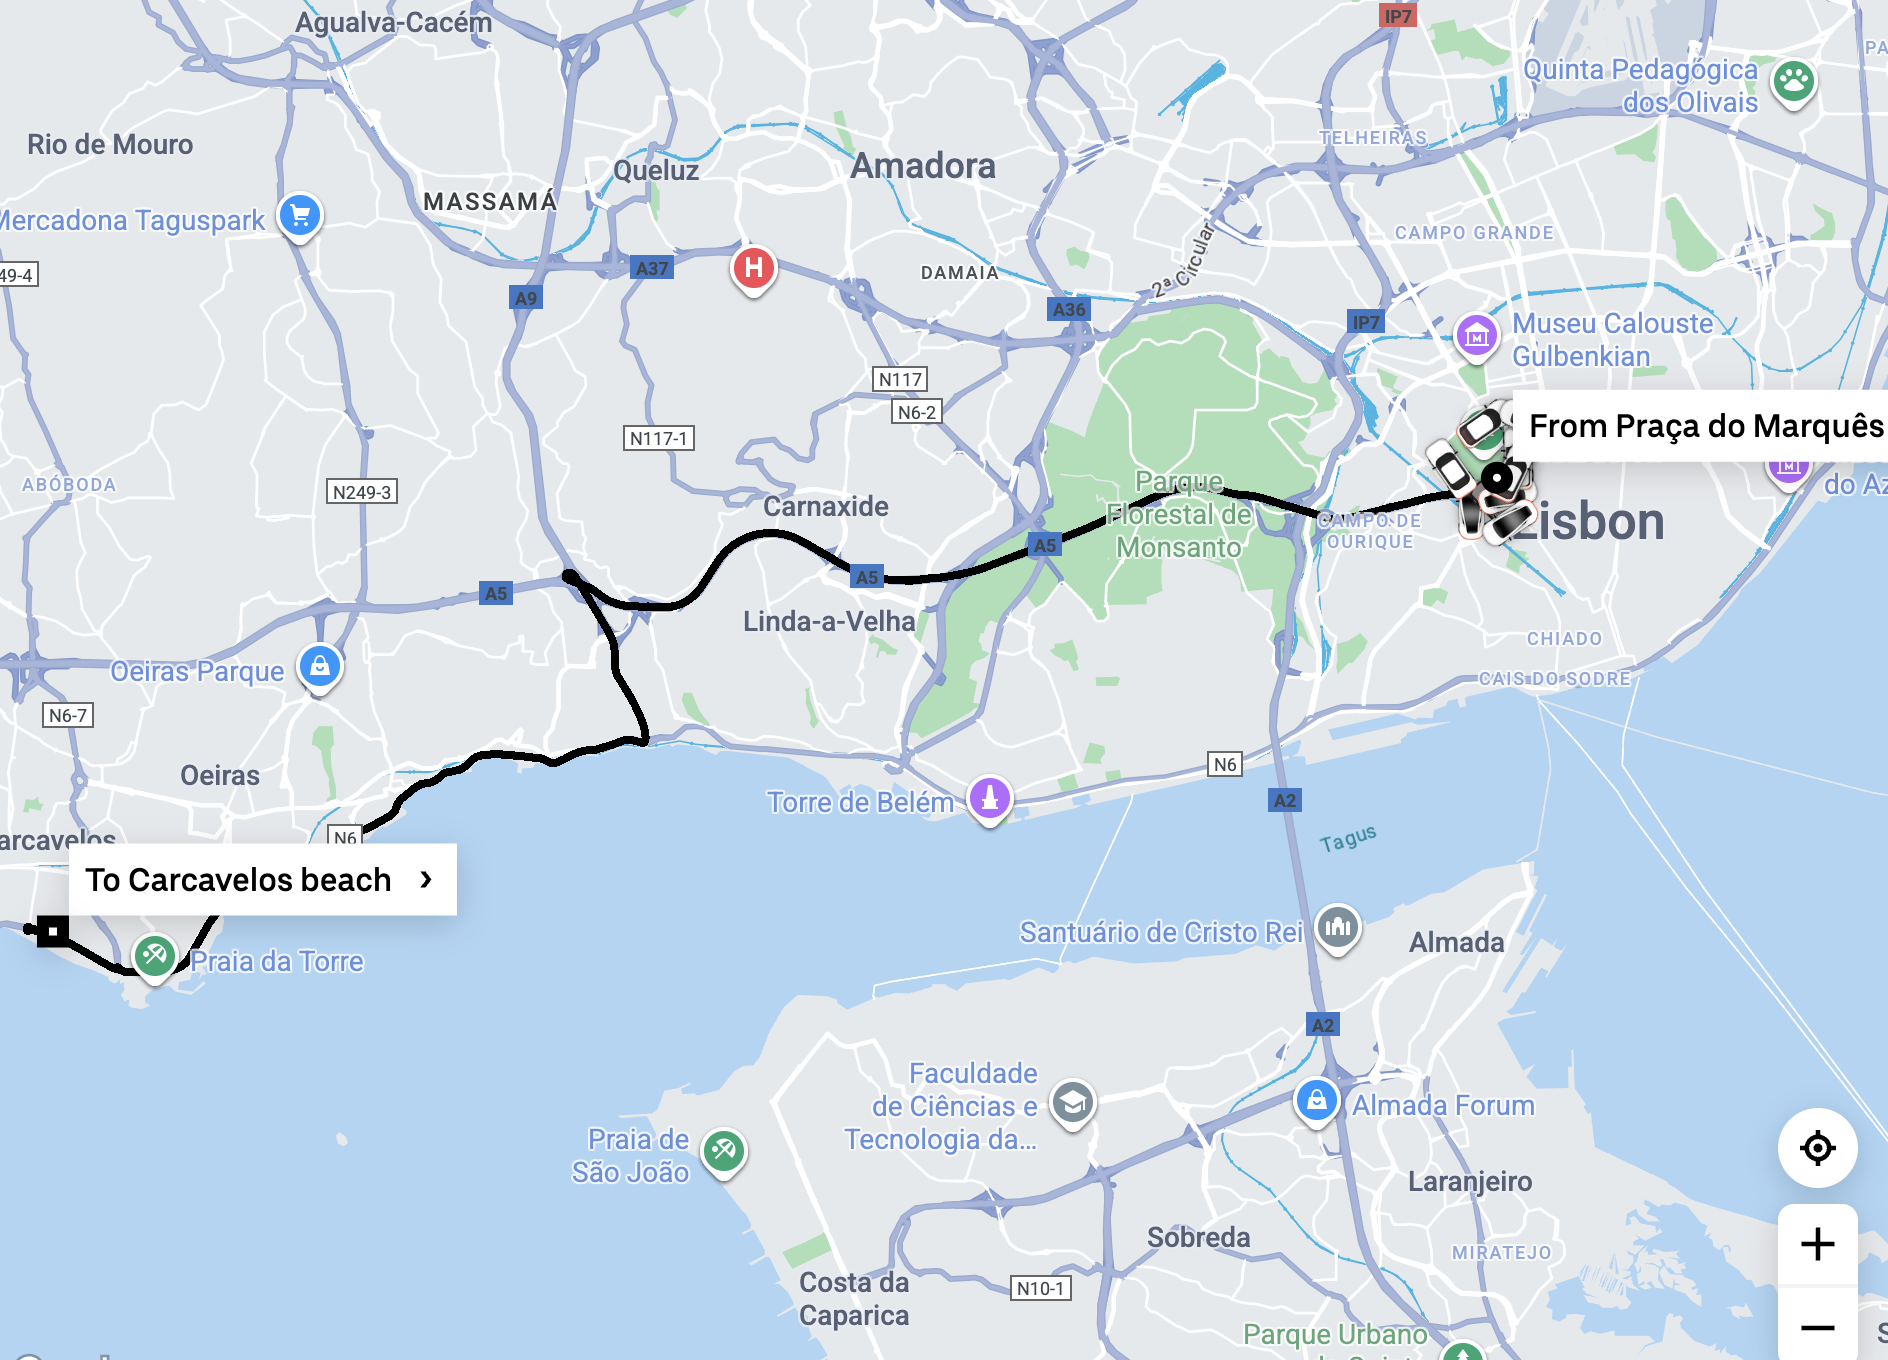 Agualva-Cacém
IP7
PA
Quinta Pedagógica
dos Olivais
TELHEIRAS
Rio de Mouro
Queluz
Amadora
MASSAMÁ
Mercadona Taguspark
CAMPO GRANDE
2ª Circular
49-4
A37
DAMAIA
A9
A36
IP7
Museu Calouste
Gulbenkian
N117
N6-2
N117-1
From Praça do Marquês
ABÓBODA
N249-3
do Az
Parque
Florestal de
Monsanto
Carnaxide
CAMPO DE
OURIQUE
Lisbon
A5
A5
A5
Linda-a-Velha
CHIADO
Oeiras Parque
CAIS DO SODRE
N6-7
Oeiras
N6
Torre de Belém
A2
Tagus
N6
arcavelos
To Carcavelos beach
Praia da Torre
Santuário de Cristo Rei
Almada
A2
Faculdade
de Ciências e
Tecnologia da...
Almada Forum
Praia de
São João
Laranjeiro
Sobreda
MIRATEJO
Costa da
Caparica
N10-1
Parque Urbano
S